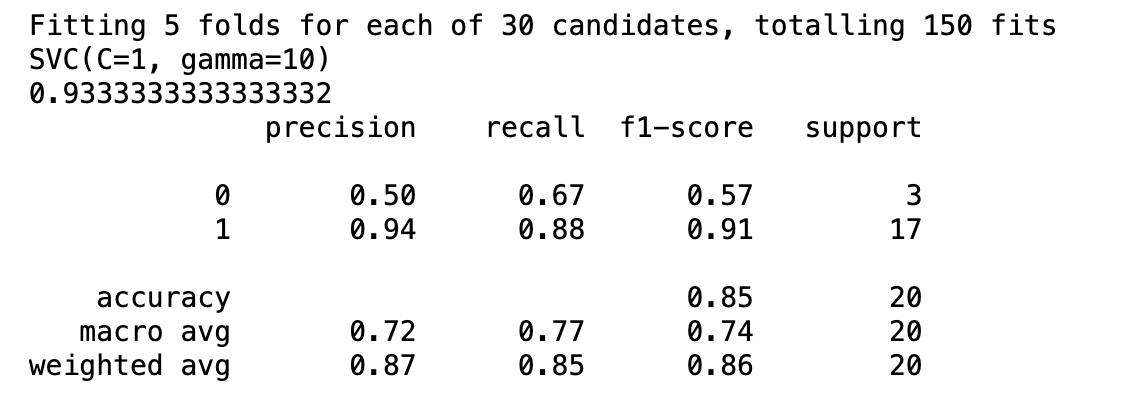 Fitting 5 folds for each of 30 candidates, totalling 150 fits
SVC(C=1, gamma=10)
0.9333333333333332
precision recall f1-score support
0 0.50 0.67 0.57 3
1 0.94 0.88 0.91 17
accuracy 0.85 20
macro avg 0.72 0.77 0.74 20
weighted avg 0.87 0.85 0.86 20